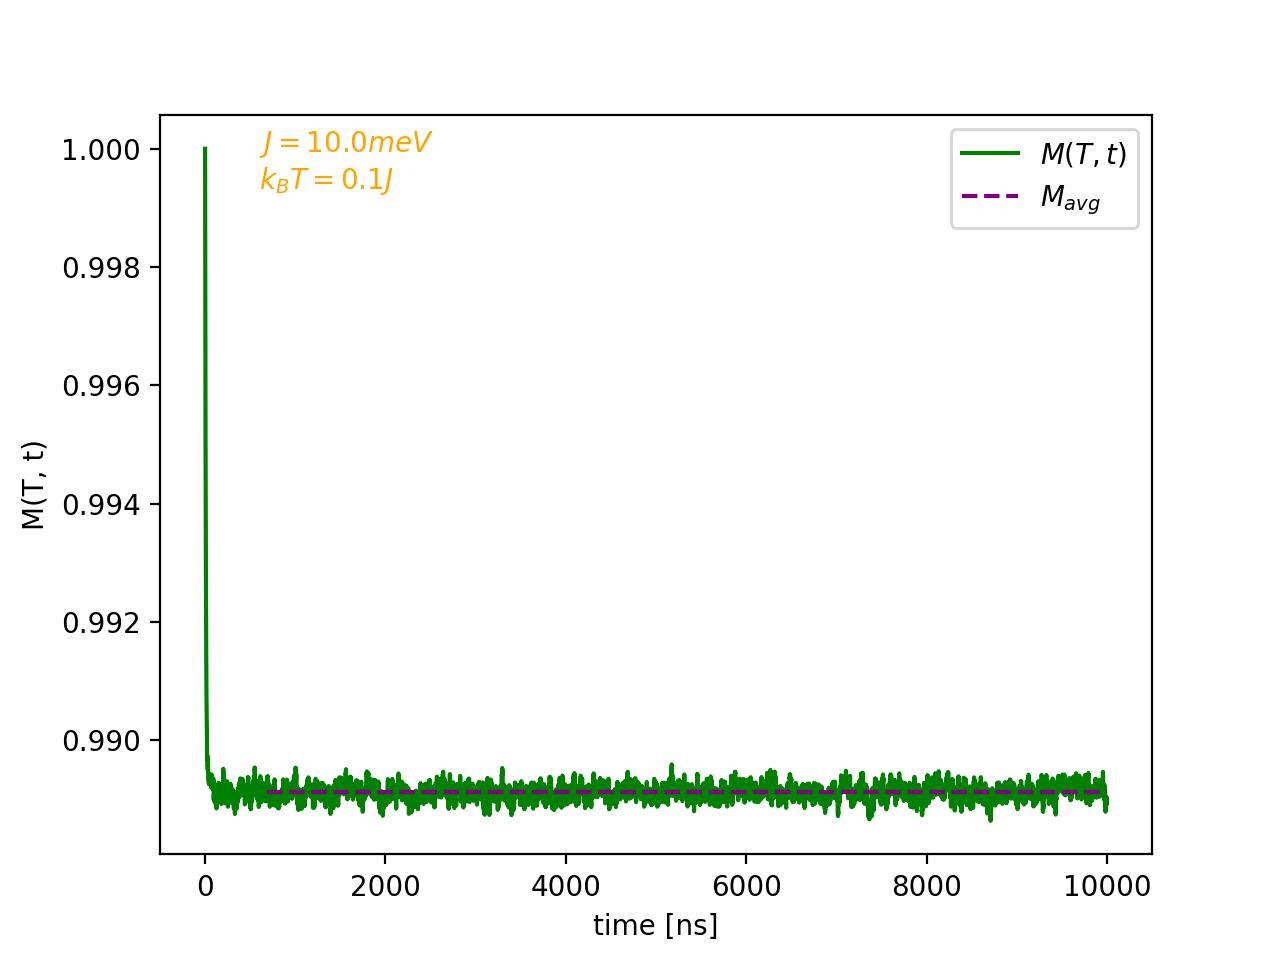 J = 10.0meV
k_BT = 0.1J
M(T, t)
M_avg
1.000
0.998
0.996
0.994
0.992
0.990
M(T, t)
0
2000
4000
6000
8000
10000
time [ns]